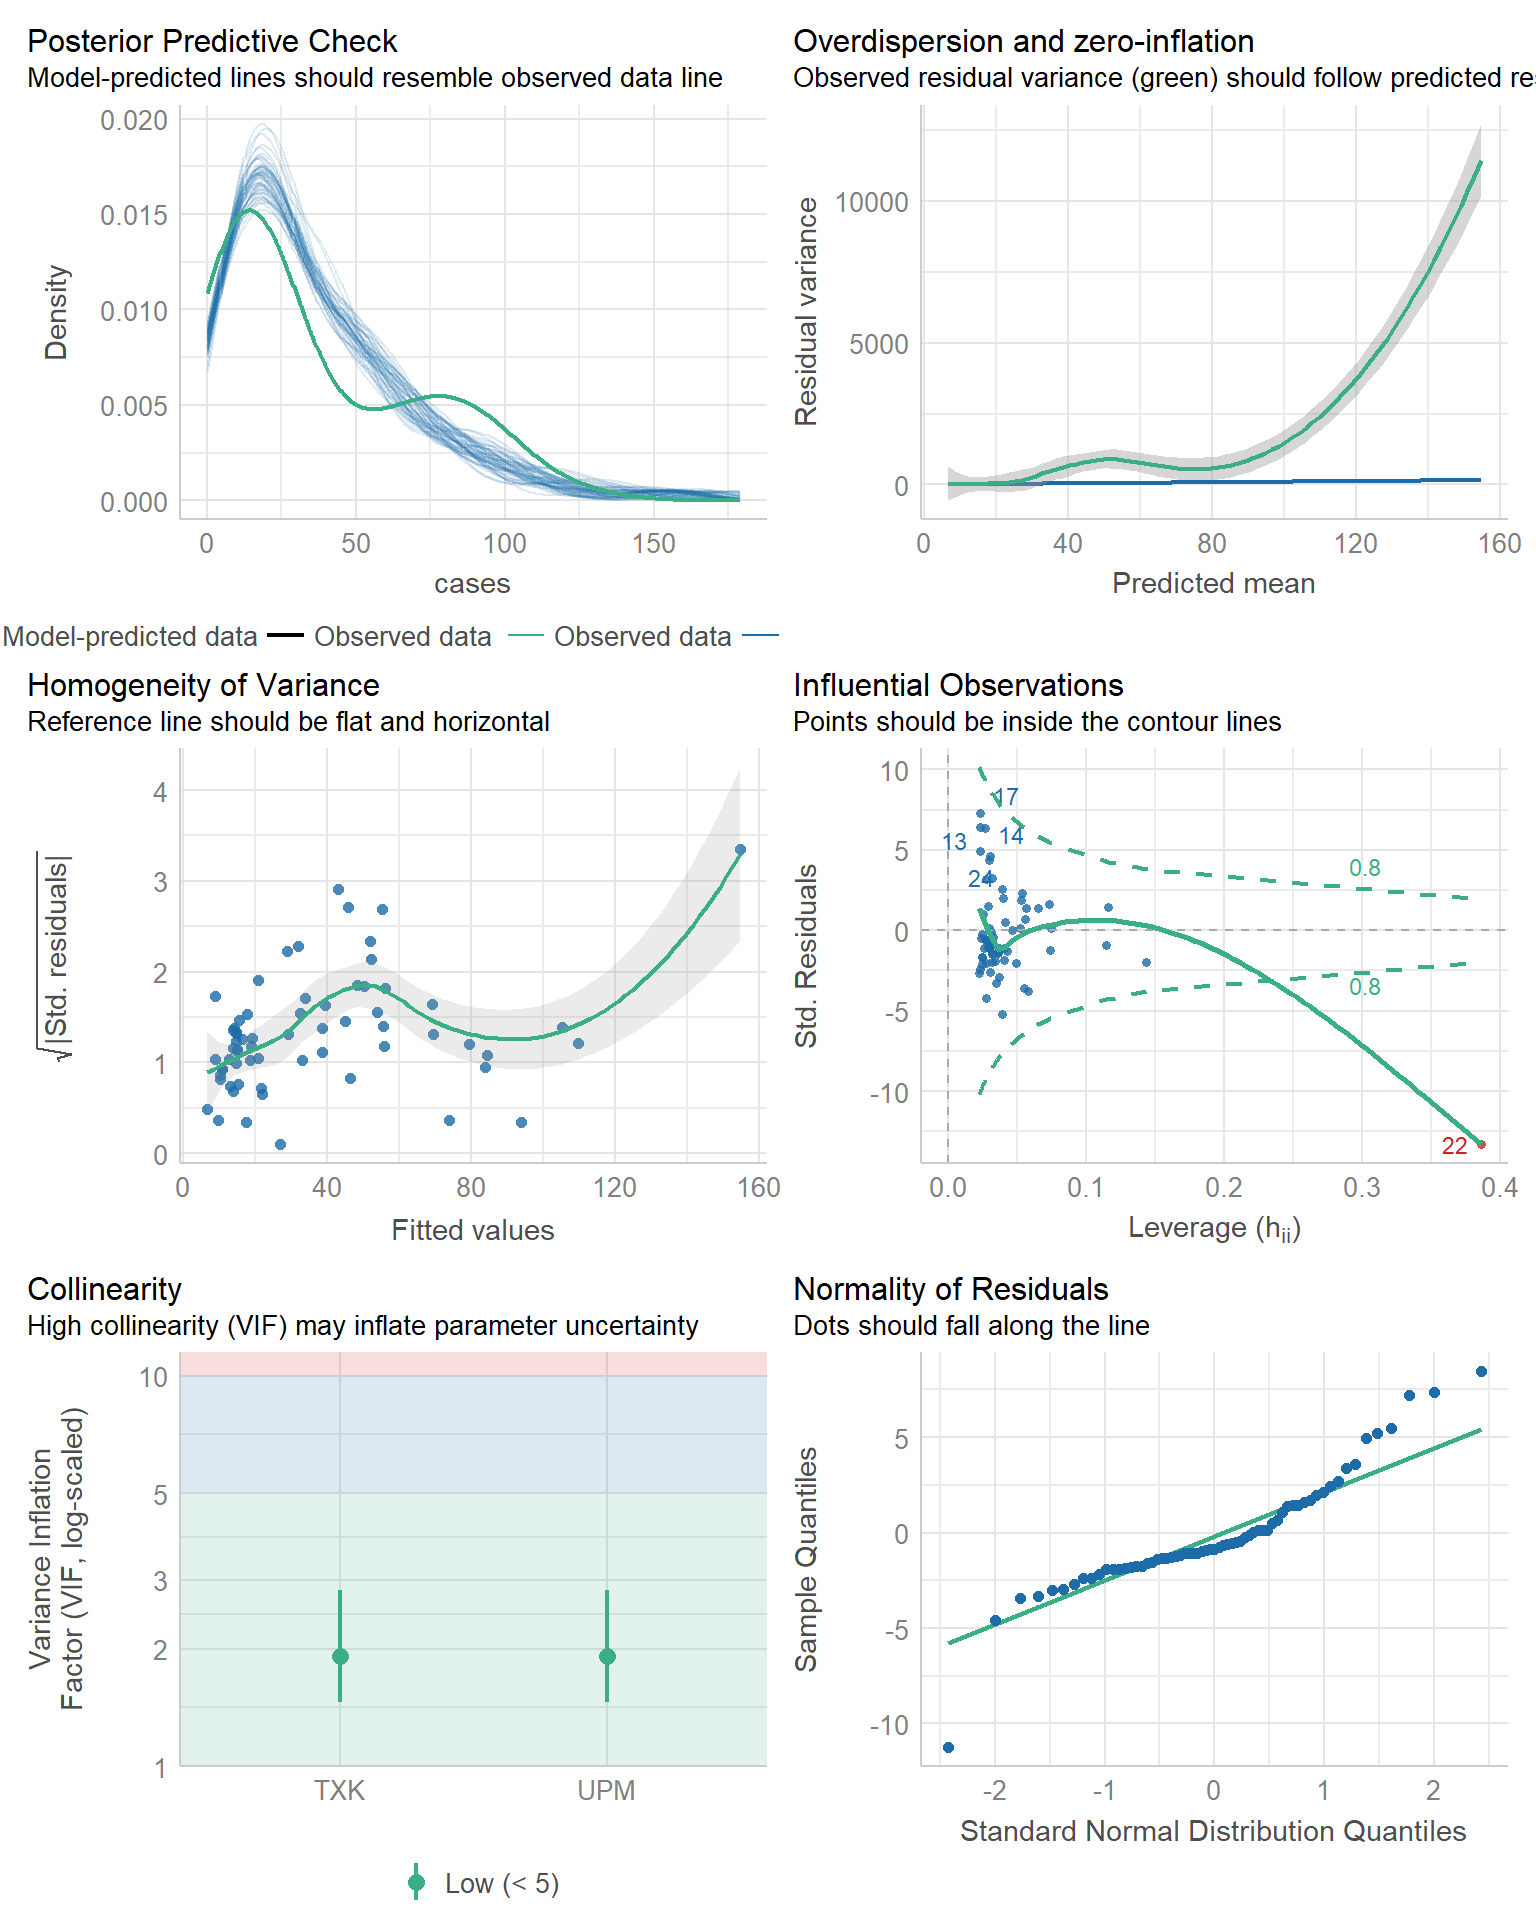 Posterior Predictive Check
Model-predicted lines should resemble observed data line
0.020
0.015
0.010
0.005
0.000
Density
0
50
100
150
cases
Model-predicted data
Observed data
Observed data
Overdispersion and zero-inflation
Observed residual variance (green) should follow predicted res
10000
5000
0
Residual variance
0
40
80
120
160
Predicted mean
Homogeneity of Variance
Reference line should be flat and horizontal
4
3
2
1
0
√|Std. residuals|
0
40
80
120
160
Fitted values
Influential Observations
Points should be inside the contour lines
10
5
0
-5
-10
Std. Residuals
17
13
14
24
0.8
0.8
22
0.0
0.1
0.2
0.3
0.4
Leverage (hii)
Collinearity
High collinearity (VIF) may inflate parameter uncertainty
10
5
3
2
1
Variance Inflation
Factor (VIF, log-scaled)
TXK
UPM
Low (< 5)
Normality of Residuals
Dots should fall along the line
5
0
-5
-10
Sample Quantiles
-2
-1
0
1
2
Standard Normal Distribution Quantiles